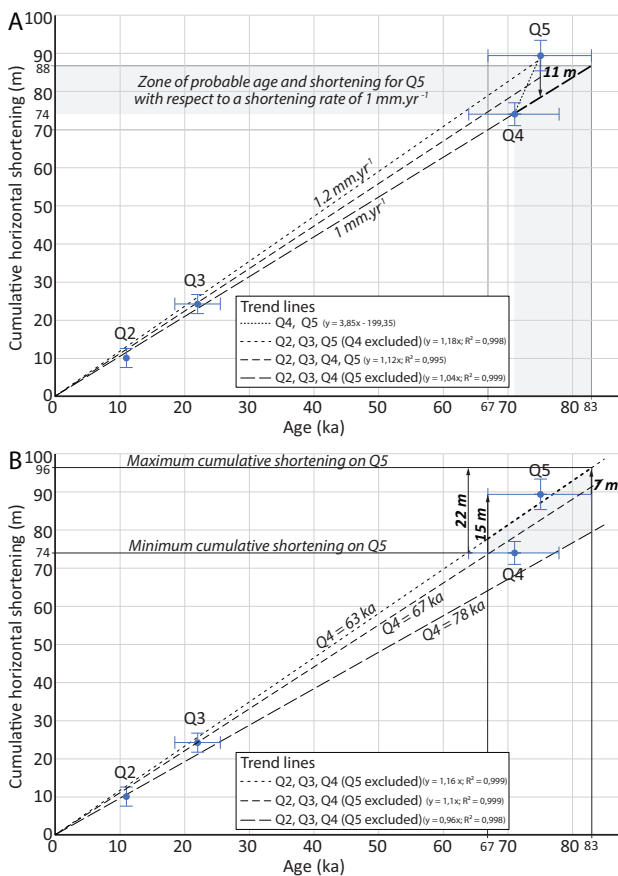 A
Cumulative horizontal shortening (m)
100
90
88
80
74
70
60
50
40
30
20
10
0
Zone of probable age and shortening for Q5
with respect to a shortening rate of 1 mm.yr⁻¹
Q5
11 m
Q4
1.2 mm.yr⁻¹
1 mm.yr⁻¹
Q3
Q2
Trend lines
Q4, Q5 (y = 3,85x - 199,35)
Q2, Q3, Q5 (Q4 excluded) (y = 1,18x; R² = 0,998)
Q2, Q3, Q4, Q5 (y = 1,12x; R² = 0,995)
Q2, Q3, Q4 (Q5 excluded) (y = 1,04x; R² = 0,999)
0 10 20 30 40 50 60 67 70 80 83
Age (ka)
B
Cumulative horizontal shortening (m)
100
96
90
80
74
70
60
50
40
30
20
10
0
Maximum cumulative shortening on Q5
Q5
7 m
22 m
15 m
Minimum cumulative shortening on Q5
Q4
Q4 = 63 ka
Q4 = 67 ka
Q4 = 78 ka
Q3
Q2
Trend lines
Q2, Q3, Q4 (Q5 excluded) (y = 1,16 x; R² = 0,999)
Q2, Q3, Q4 (Q5 excluded) (y = 1,1x; R² = 0,999)
Q2, Q3, Q4 (Q5 excluded) (y = 0,96x; R² = 0,998)
0 10 20 30 40 50 60 67 70 80 83
Age (ka)